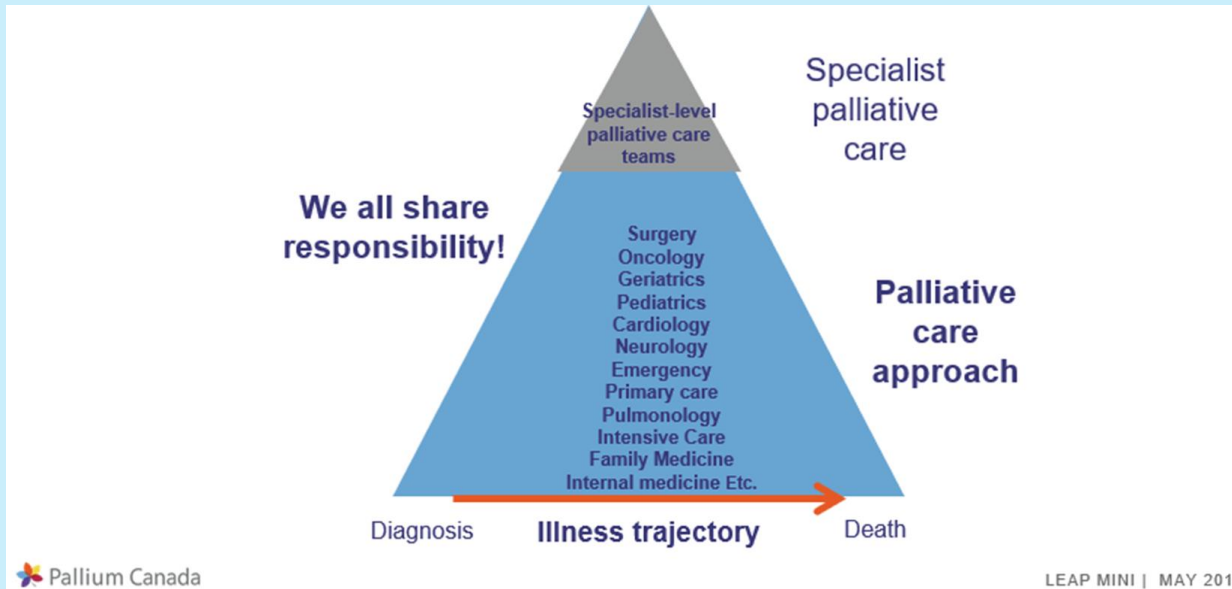 Specialist-level
palliative care
teams
Specialist
palliative
care
We all share
responsibility!
Surgery
Oncology
Geriatrics
Pediatrics
Cardiology
Neurology
Emergency
Primary care
Pulmonology
Intensive Care
Family Medicine
Internal medicine Etc.
Palliative
care
approach
Diagnosis
Illness trajectory
Death
Pallium Canada
LEAP MINI | MAY 201